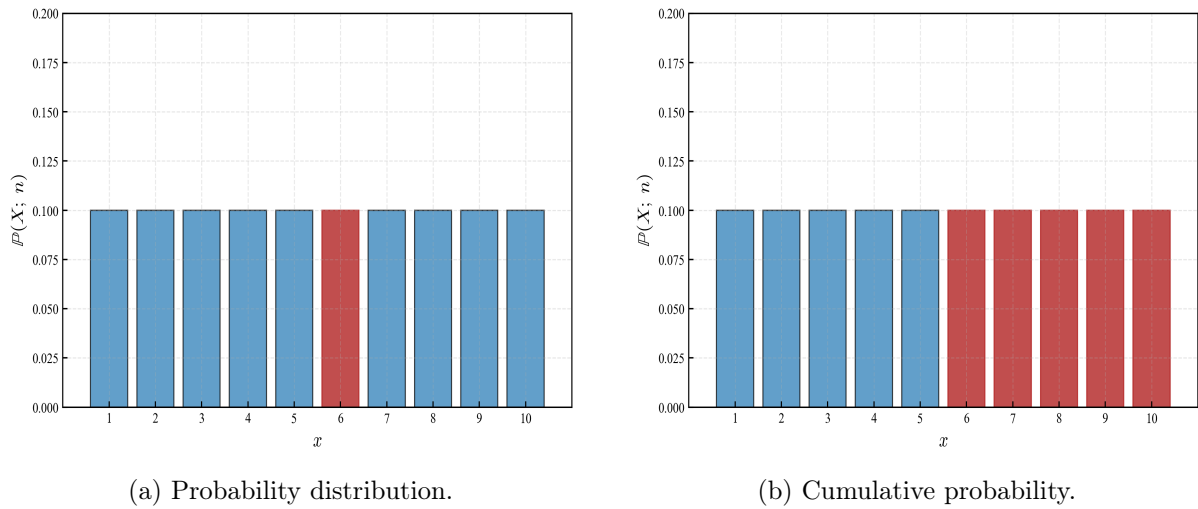 0.200
0.175
0.150
0.125
0.100
0.075
0.050
0.025
0.000
ℙ(X; n)
1 2 3 4 5 6 7 8 9 10
x
(a) Probability distribution.
0.200
0.175
0.150
0.125
0.100
0.075
0.050
0.025
0.000
ℙ(X; n)
1 2 3 4 5 6 7 8 9 10
x
(b) Cumulative probability.